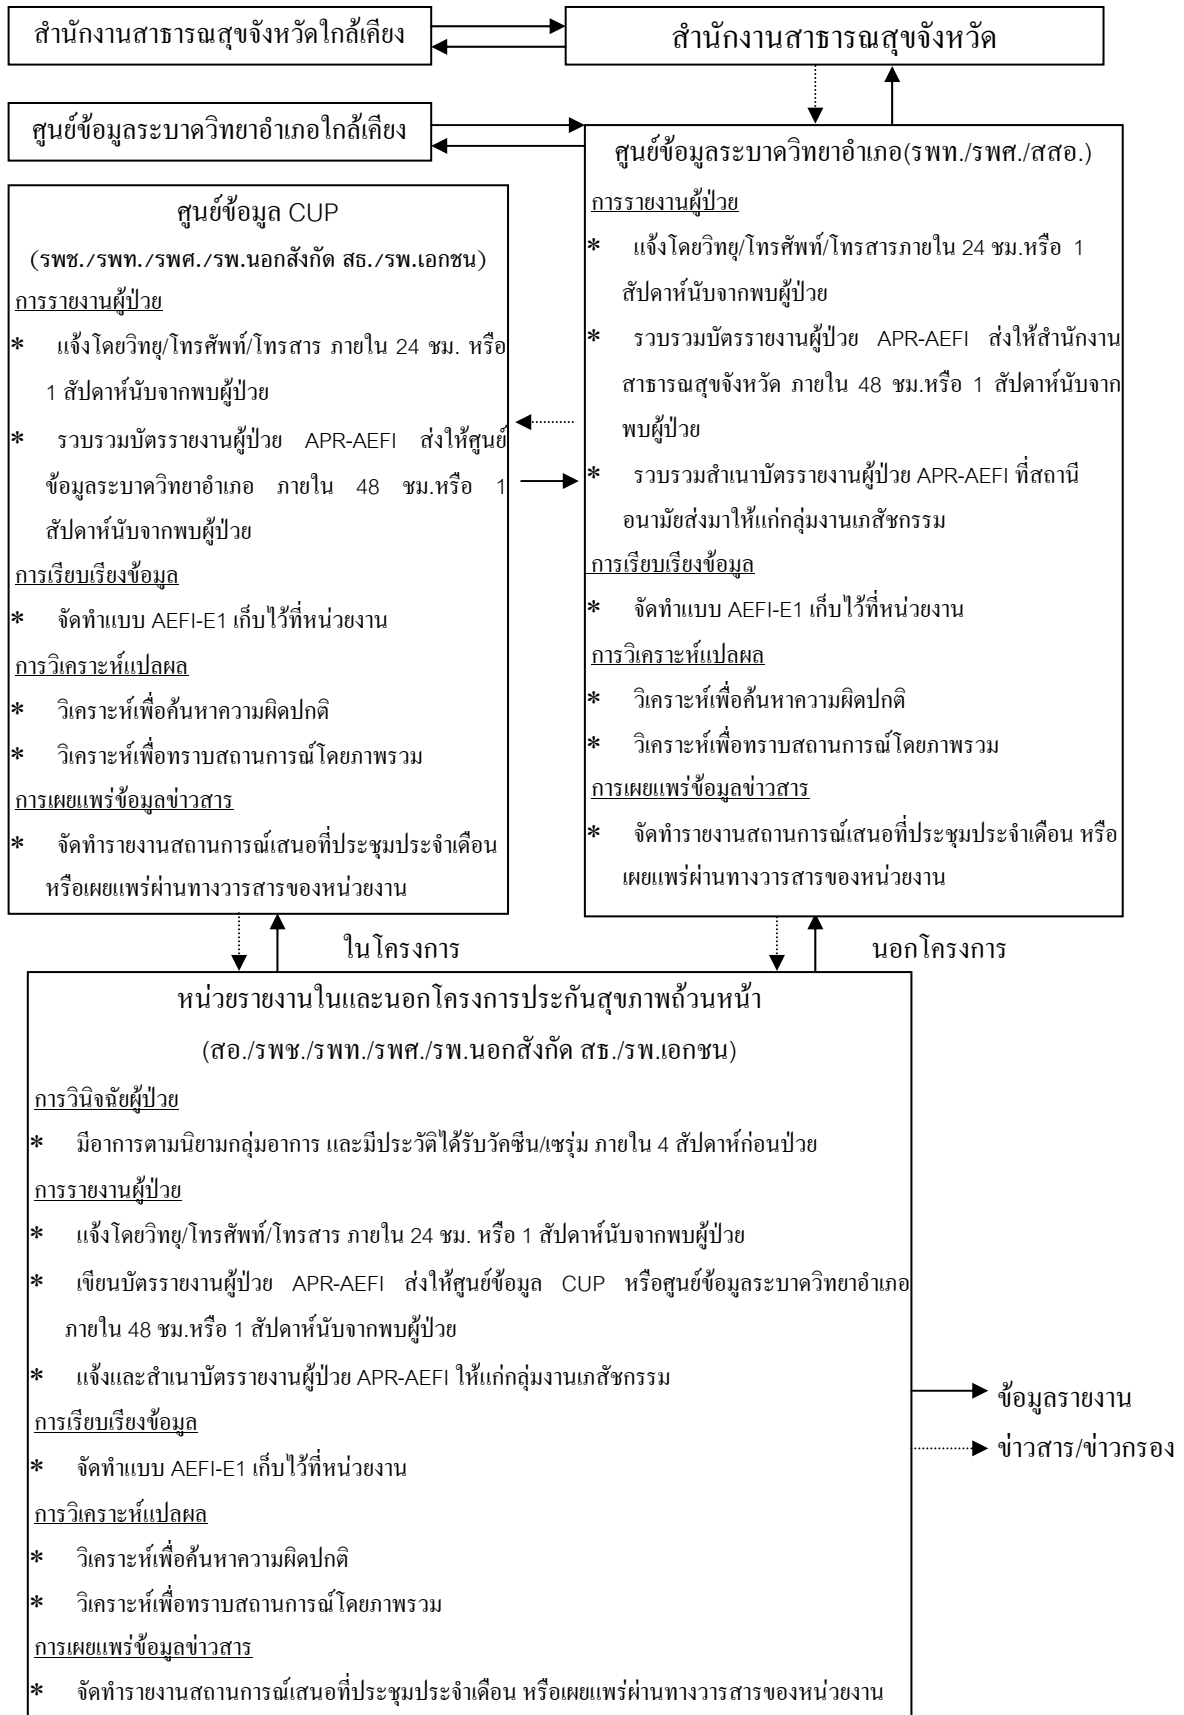 สำนักงานสาธารณสุขจังหวัดใกล้เคียง
สำนักงานสาธารณสุขจังหวัด
ศูนย์ข้อมูลระบาดวิทยาอำเภอใกล้เคียง
ศูนย์ข้อมูล CUP
(รพช./รพท./รพศ./รพ.นอกสังกัด สธ./รพ.เอกชน)
การรายงานผู้ป่วย
* แจ้งโดยวิทยุ/โทรศัพท์/โทรสาร ภายใน 24 ชม. หรือ
1 สัปดาห์นับจากพบผู้ป่วย
* รวบรวมบัตรรายงานผู้ป่วย APR-AEFI ส่งให้ศูนย์
ข้อมูลระบาดวิทยาอำเภอ ภายใน 48 ชม.หรือ 1
สัปดาห์นับจากพบผู้ป่วย
การเรียบเรียงข้อมูล
* จัดทำแบบ AEFI-E1 เก็บไว้ที่หน่วยงาน
การวิเคราะห์แปลผล
* วิเคราะห์เพื่อค้นหาความผิดปกติ
* วิเคราะห์เพื่อทราบสถานการณ์โดยภาพรวม
การเผยแพร่ข้อมูลข่าวสาร
* จัดทำรายงานสถานการณ์เสนอที่ประชุมประจำเดือน
หรือเผยแพร่ผ่านทางวารสารของหน่วยงาน
ศูนย์ข้อมูลระบาดวิทยาอำเภอ(รพท./รพศ./สสอ.)
การรายงานผู้ป่วย
* แจ้งโดยวิทยุ/โทรศัพท์/โทรสารภายใน 24 ชม.หรือ 1
สัปดาห์นับจากพบผู้ป่วย
* รวบรวมบัตรรายงานผู้ป่วย APR-AEFI ส่งให้สำนักงาน
สาธารณสุขจังหวัด ภายใน 48 ชม.หรือ 1 สัปดาห์นับจาก
พบผู้ป่วย
* รวบรวมสำเนาบัตรรายงานผู้ป่วย APR-AEFI ที่สถานี
อนามัยส่งมาให้แก่กลุ่มงานเภสัชกรรม
การเรียบเรียงข้อมูล
* จัดทำแบบ AEFI-E1 เก็บไว้ที่หน่วยงาน
การวิเคราะห์แปลผล
* วิเคราะห์เพื่อค้นหาความผิดปกติ
* วิเคราะห์เพื่อทราบสถานการณ์โดยภาพรวม
การเผยแพร่ข้อมูลข่าวสาร
* จัดทำรายงานสถานการณ์เสนอที่ประชุมประจำเดือน หรือ
เผยแพร่ผ่านทางวารสารของหน่วยงาน
ในโครงการ
นอกโครงการ
หน่วยรายงานในและนอกโครงการประกันสุขภาพถ้วนหน้า
(สอ./รพช./รพท./รพศ./รพ.นอกสังกัด สธ./รพ.เอกชน)
การวินิจฉัยผู้ป่วย
* มีอาการตามนิยามกลุ่มอาการ และมีประวัติได้รับวัคซีน/เซรุ่ม ภายใน 4 สัปดาห์ก่อนป่วย
การรายงานผู้ป่วย
* แจ้งโดยวิทยุ/โทรศัพท์/โทรสาร ภายใน 24 ชม. หรือ 1 สัปดาห์นับจากพบผู้ป่วย
* เขียนบัตรรายงานผู้ป่วย APR-AEFI ส่งให้ศูนย์ข้อมูล CUP หรือศูนย์ข้อมูลระบาดวิทยาอำเภอ
ภายใน 48 ชม.หรือ 1 สัปดาห์นับจากพบผู้ป่วย
* แจ้งและสำเนาบัตรรายงานผู้ป่วย APR-AEFI ให้แก่กลุ่มงานเภสัชกรรม
การเรียบเรียงข้อมูล
* จัดทำแบบ AEFI-E1 เก็บไว้ที่หน่วยงาน
การวิเคราะห์แปลผล
* วิเคราะห์เพื่อค้นหาความผิดปกติ
* วิเคราะห์เพื่อทราบสถานการณ์โดยภาพรวม
การเผยแพร่ข้อมูลข่าวสาร
* จัดทำรายงานสถานการณ์เสนอที่ประชุมประจำเดือน หรือเผยแพร่ผ่านทางวารสารของหน่วยงาน
ข้อมูลรายงาน
ข่าวสาร/ข่าวกรอง